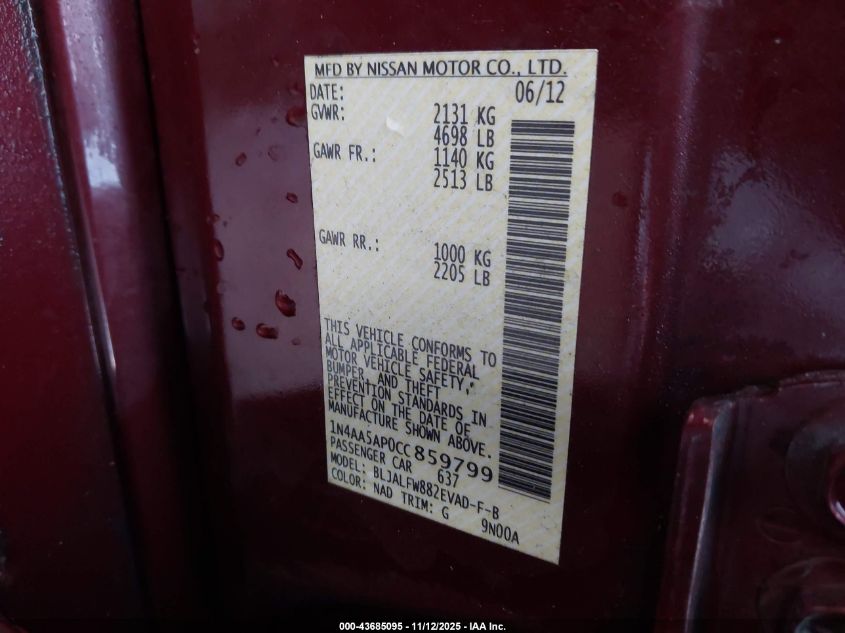 MFD BY NISSAN MOTOR CO., LTD.
DATE: 06/12
GVWR: 2131 KG
4698 LB
GAWR FR.: 1140 KG
2513 LB
GAWR RR.: 1000 KG
2205 LB
THIS VEHICLE CONFORMS TO
ALL APPLICABLE FEDERAL
MOTOR VEHICLE SAFETY,
BUMPER, AND THEFT
PREVENTION STANDARDS IN
EFFECT ON THE DATE OF
MANUFACTURE SHOWN ABOVE.
1N4AA5AP0CC859799
PASSENGER CAR 637
MODEL: BLJALFW882EVAD-F-B
COLOR: NAD TRIM: G 9N00A
000-43685095 - 11/12/2025 - IAA Inc.